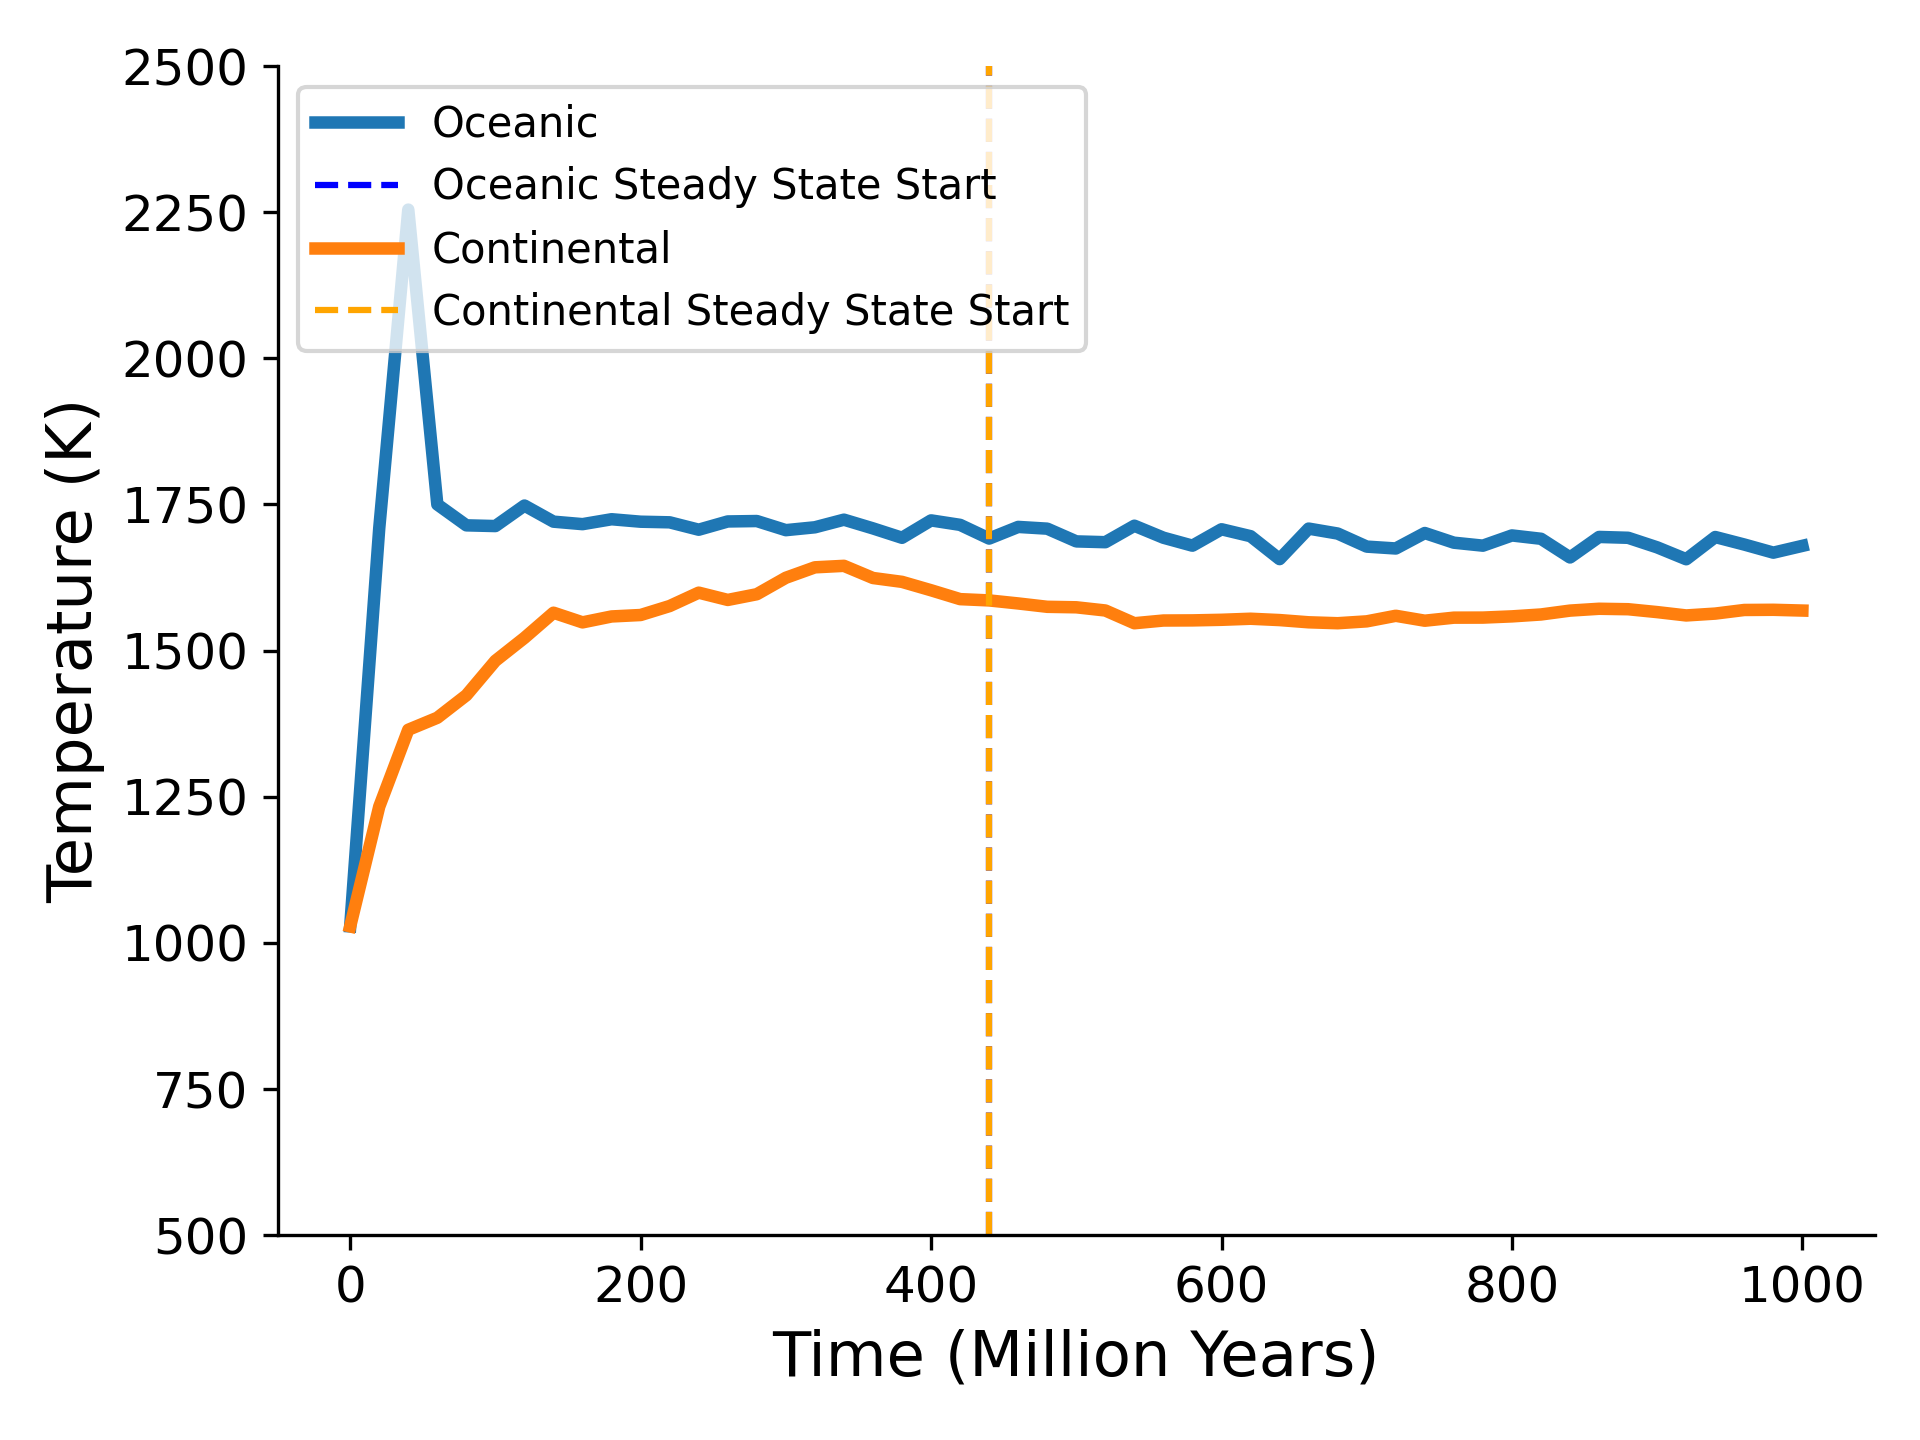 2500
2250
2000
1750
1500
1250
1000
750
500
Temperature (K)
Oceanic
Oceanic Steady State Start
Continental
Continental Steady State Start
0 200 400 600 800 1000
Time (Million Years)